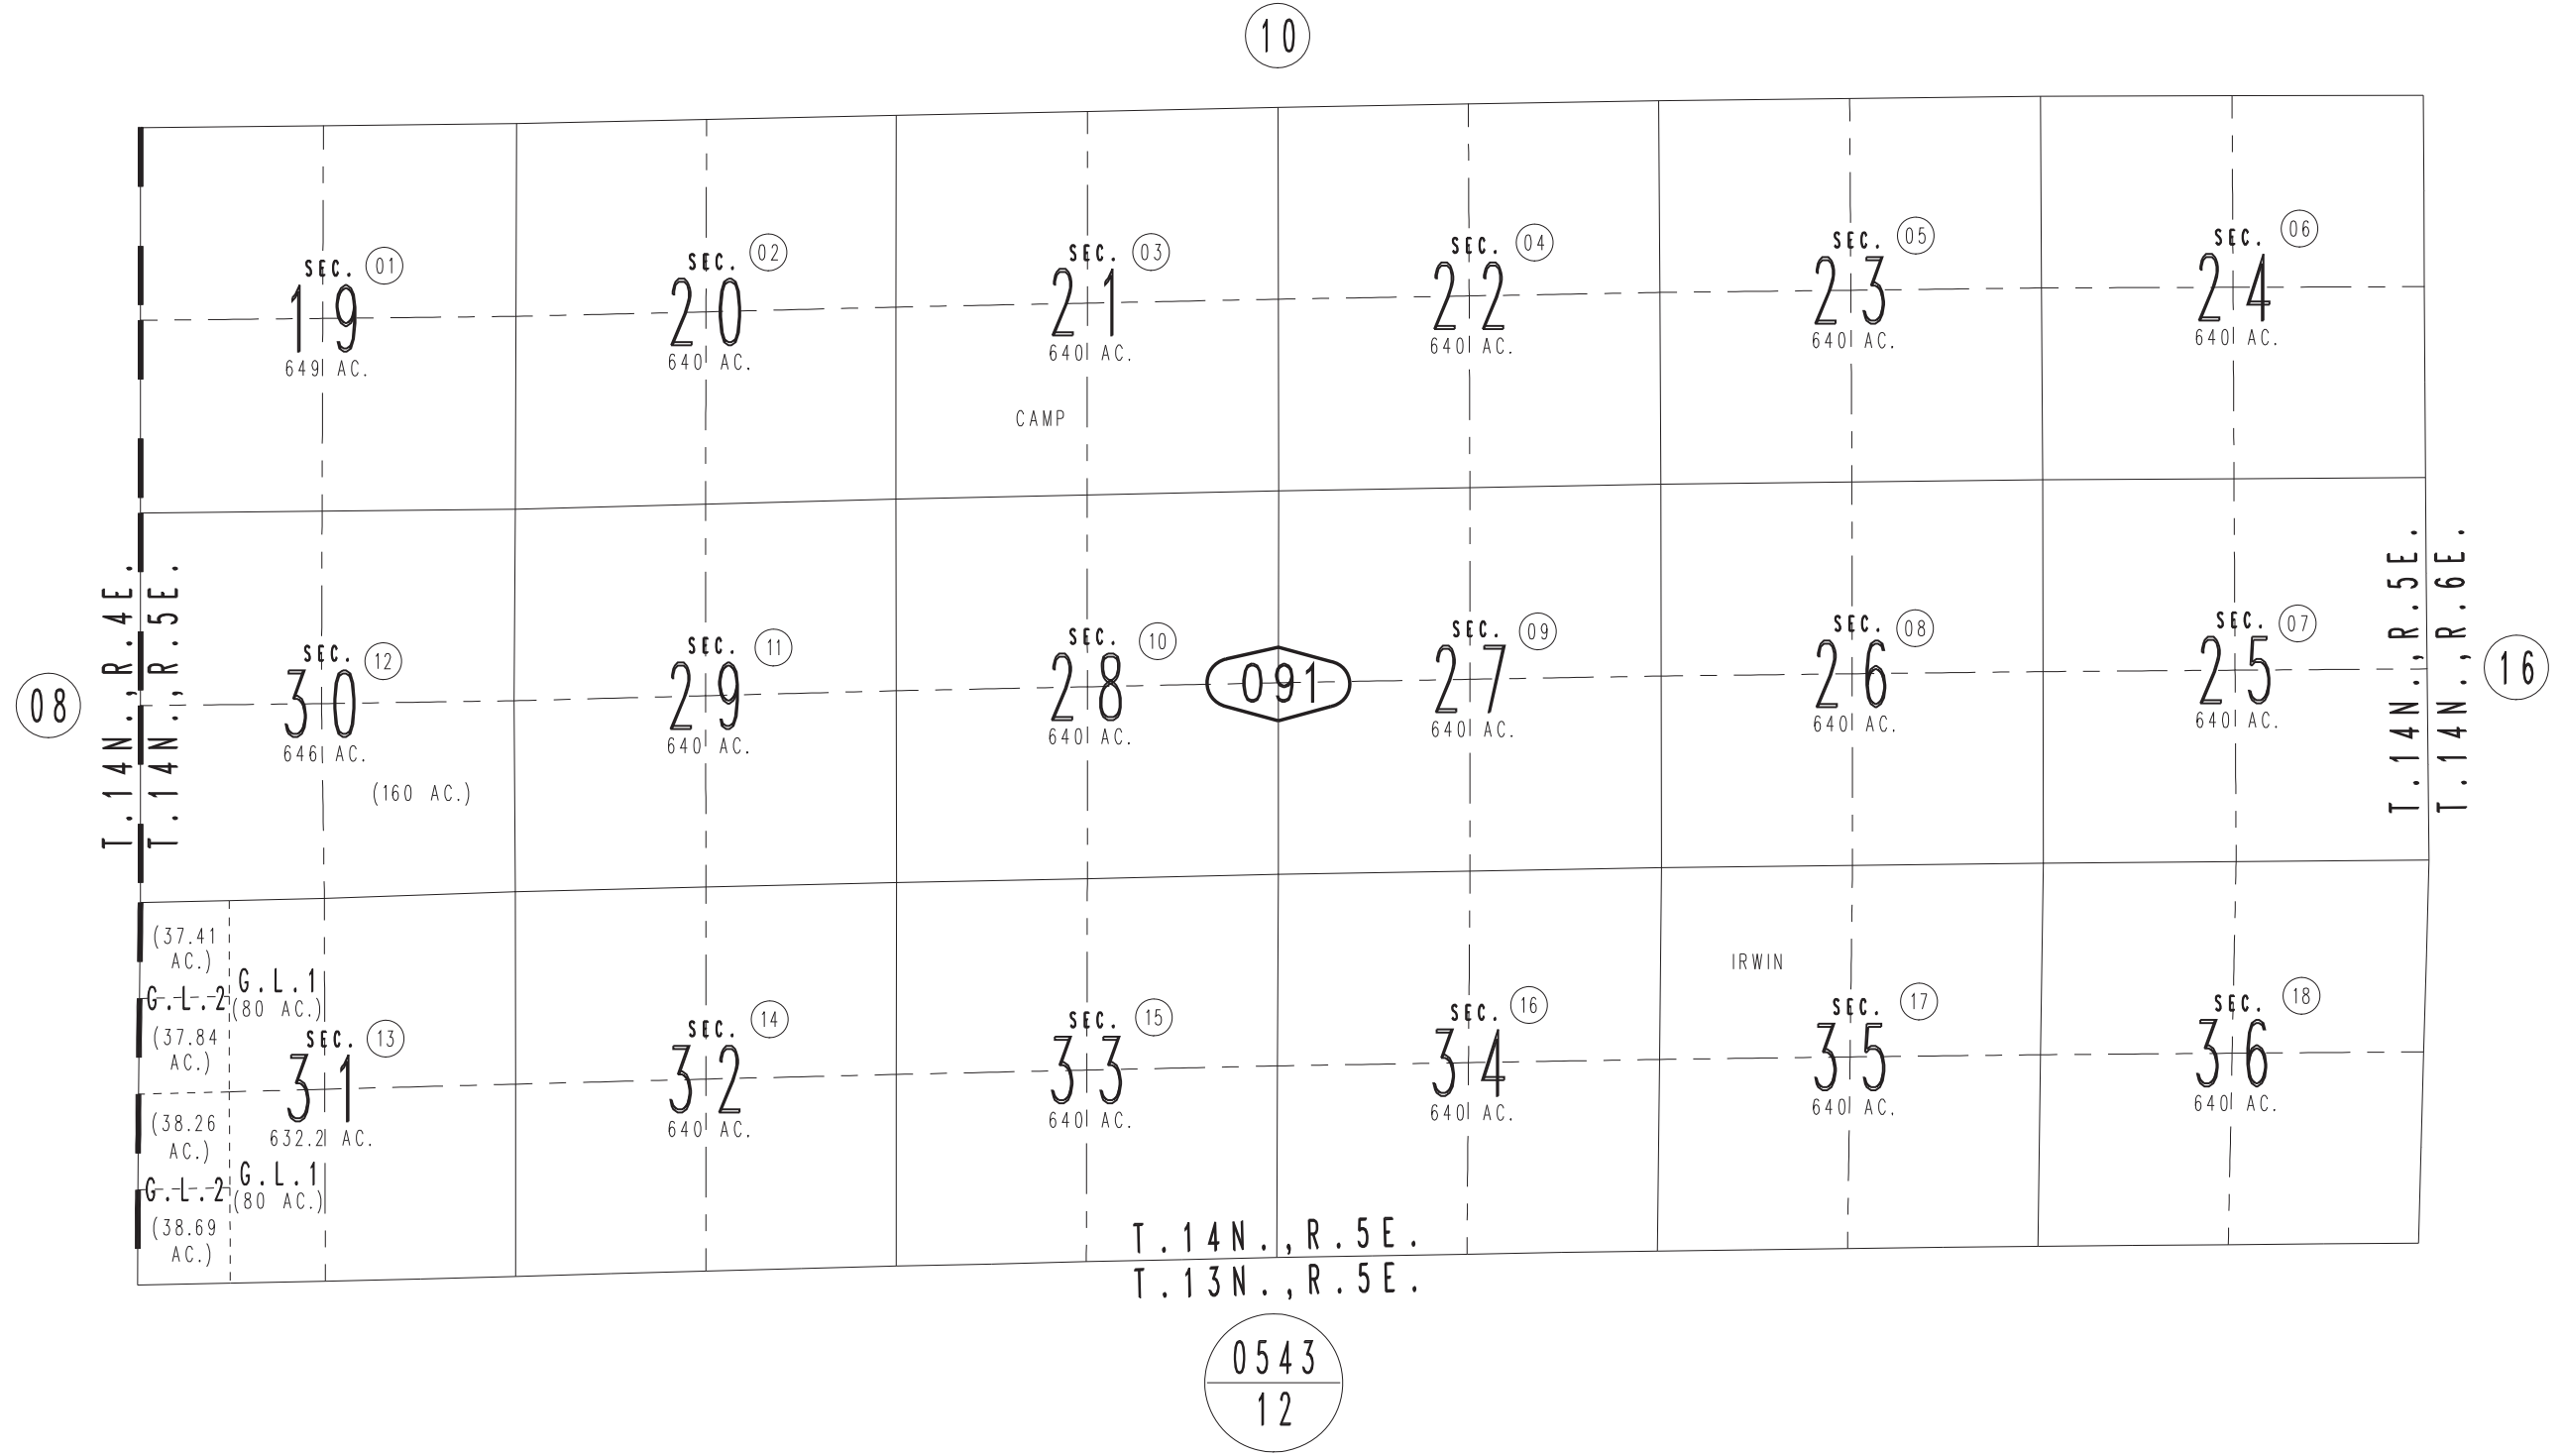 10
SEC. 01
19
649 AC.
SEC. 02
20
640 AC.
SEC. 03
21
640 AC.
SEC. 04
22
640 AC.
SEC. 05
23
640 AC.
SEC. 06
24
640 AC.
CAMP
08
T.14N.,R.4E.
T.14N.,R.5E.
SEC. 12
30
646 AC.
(160 AC.)
SEC. 11
29
640 AC.
SEC. 10
28
640 AC.
091
SEC. 09
27
640 AC.
SEC. 08
26
640 AC.
SEC. 07
25
640 AC.
T.14N.,R.5E.
T.14N.,R.6E.
16
(37.41
AC.)
G.L.2
(37.84
AC.)
G.L.1
(80 AC.)
SEC. 13
31
632.2 AC.
(38.26
AC.)
G.L.2
(38.69
AC.)
G.L.1
(80 AC.)
SEC. 14
32
640 AC.
SEC. 15
33
640 AC.
SEC. 16
34
640 AC.
IRWIN
SEC. 17
35
640 AC.
SEC. 18
36
640 AC.
T.14N.,R.5E.
T.13N.,R.5E.
0543
12